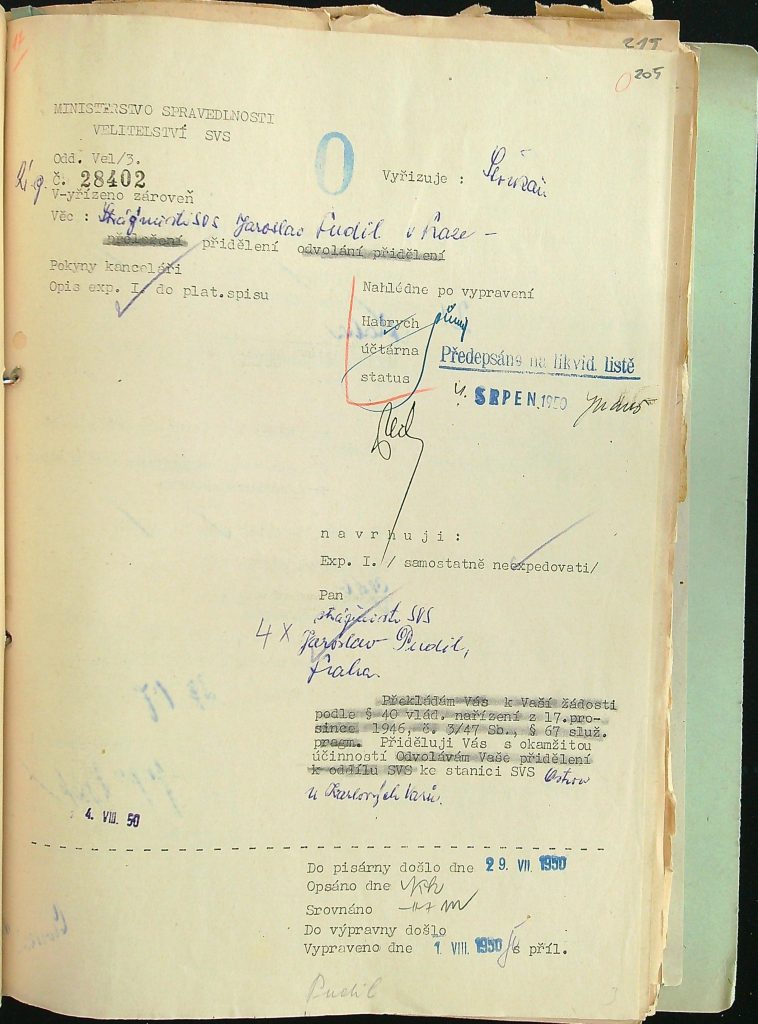 215
205
MINISTERSTVO SPRAVEDLNOSTI
VELITELSTVÍ SVS
Odd. Vel/3.
č. 28402
O
Vyřizuje :
V-yřízeno zároveň
Věc : Strážmistr SVS Jaroslav Pudil v Praze -
přeložení přidělení odvolání přidělení
Pokyny kanceláři
Opis exp. I. do plat.spisu
Nahlédne po vypravení
Habrych
účtárna
Předepsáno na likvid. listě
status
4. SRPEN 1950
n a v r h u j i :
Exp. I. / samostatně neexpedovati/
Pan
strážmistr SVS
4 x Jaroslav Pudil,
Praha.
Překládám Vás k Vaší žádosti
podle § 40 vlád. nařízení z 17.pro-
since 1946, č. 3/47 Sb., § 67 služ.
pragm. Přiděluji Vás s okamžitou
účinností Odvolávám Vaše přidělení
k oddílu SVS ke stanici SVS Ostrov
u Karlových Varů.
4. VIII. 50
Do písárny došlo dne 29. VII. 1950
Opsáno dne
Srovnáno
Do výpravny došlo
Vypraveno dne 1. VIII. 1950 s příl.
Pudil
3